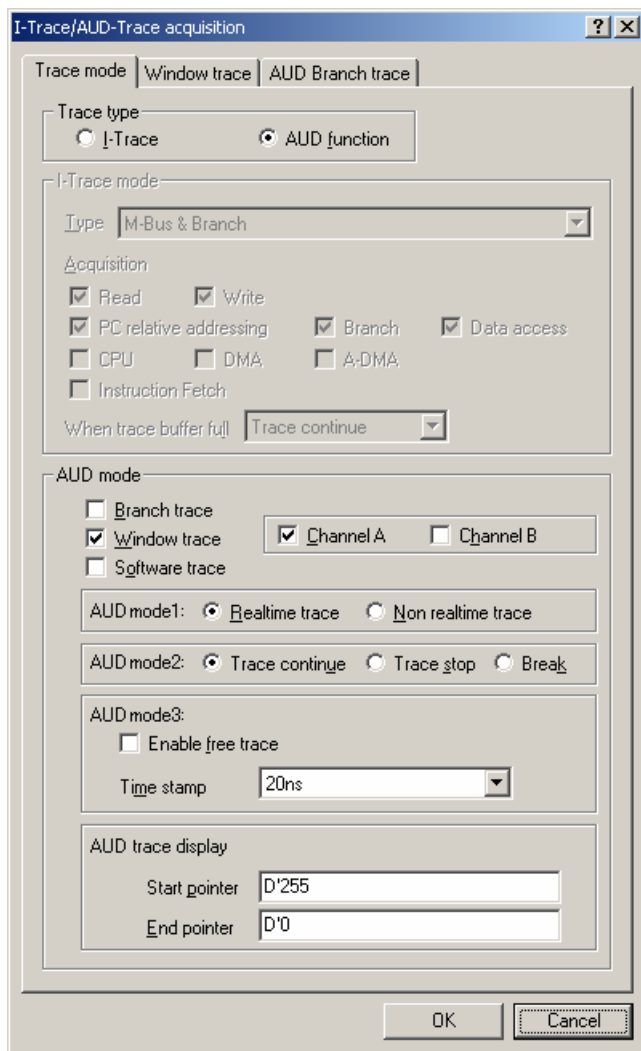 I-Trace/AUD-Trace acquisition
Trace mode Window trace AUD Branch trace
Trace type
I-Trace AUD function
I-Trace mode
Type M-Bus & Branch
Acquisition
Read Write
PC relative addressing Branch Data access
CPU DMA A-DMA
Instruction Fetch
When trace buffer full Trace continue
AUD mode
Branch trace
Window trace Channel A Channel B
Software trace
AUD mode1: Realtime trace Non realtime trace
AUD mode2: Trace continue Trace stop Break
AUD mode3:
Enable free trace
Time stamp 20ns
AUD trace display
Start pointer D'255
End pointer D'0
OK Cancel